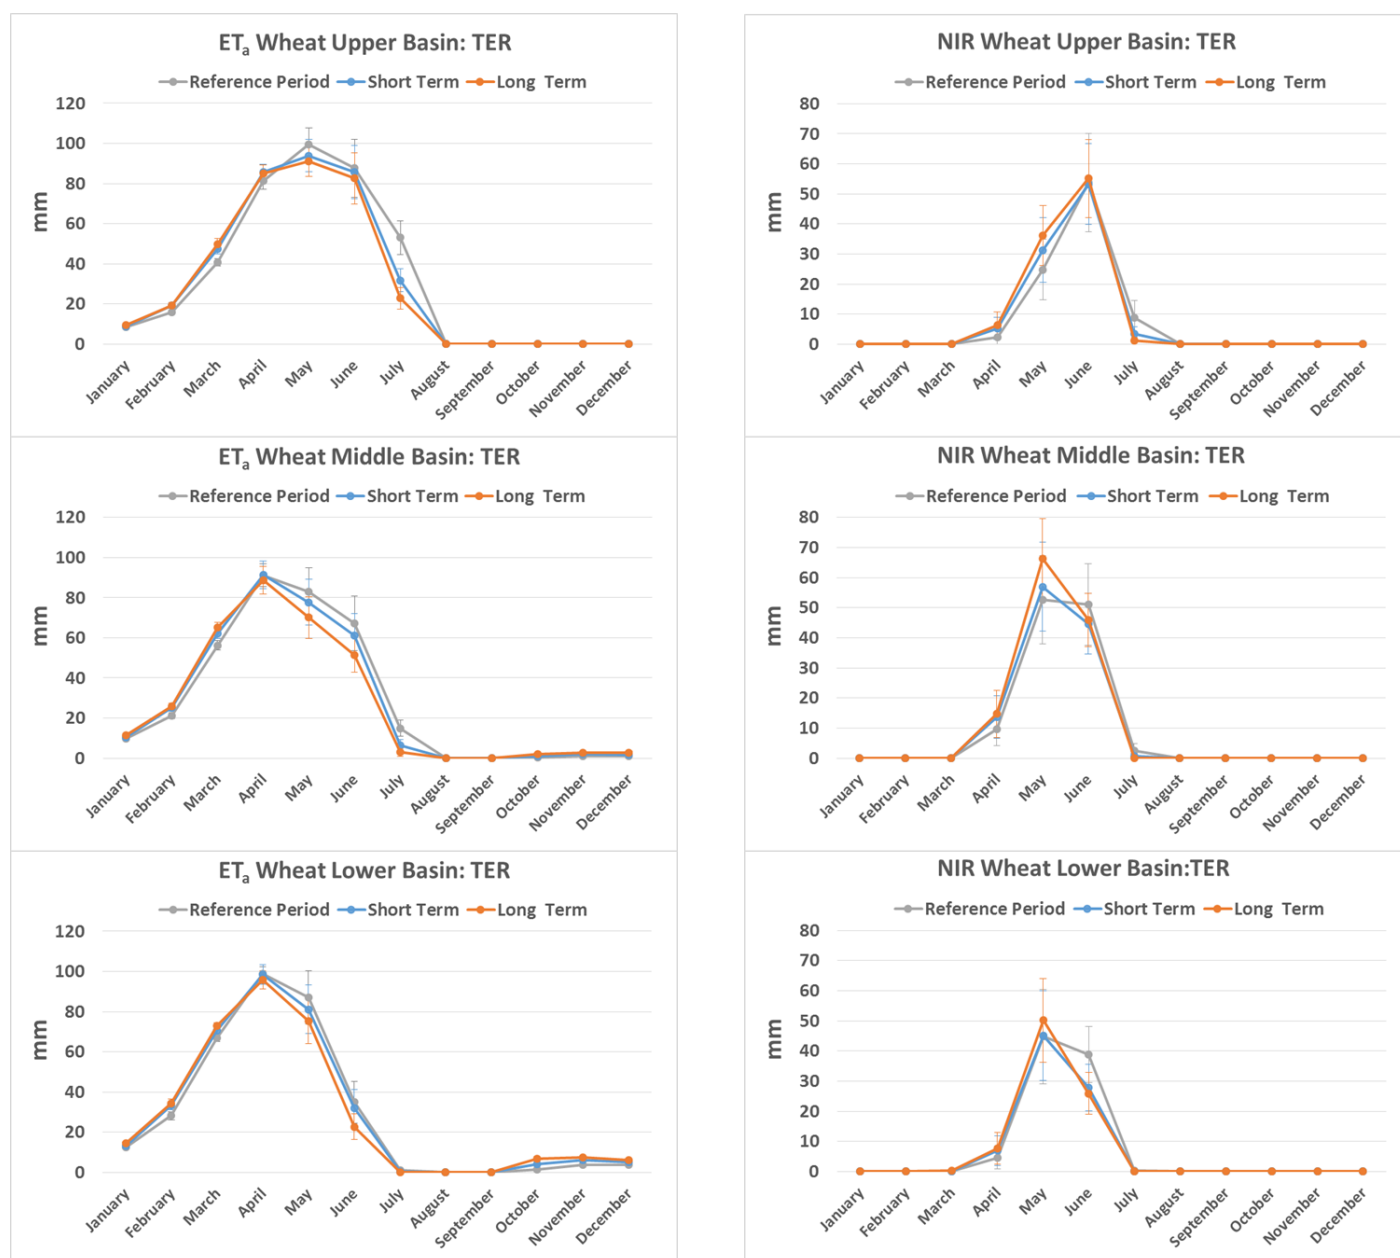 ETa Wheat Upper Basin: TER
Reference Period Short Term Long Term
120
100
80
60
40
20
0
mm
January February March April May June July August September October November December
NIR Wheat Upper Basin: TER
Reference Period Short Term Long Term
80
70
60
50
40
30
20
10
0
mm
January February March April May June July August September October November December
ETa Wheat Middle Basin: TER
Reference Period Short Term Long Term
120
100
80
60
40
20
0
mm
January February March April May June July August September October November December
NIR Wheat Middle Basin: TER
Reference Period Short Term Long Term
80
70
60
50
40
30
20
10
0
mm
January February March April May June July August September October November December
ETa Wheat Lower Basin: TER
Reference Period Short Term Long Term
120
100
80
60
40
20
0
mm
January February March April May June July August September October November December
NIR Wheat Lower Basin:TER
Reference Period Short Term Long Term
80
70
60
50
40
30
20
10
0
mm
January February March April May June July August September October November December